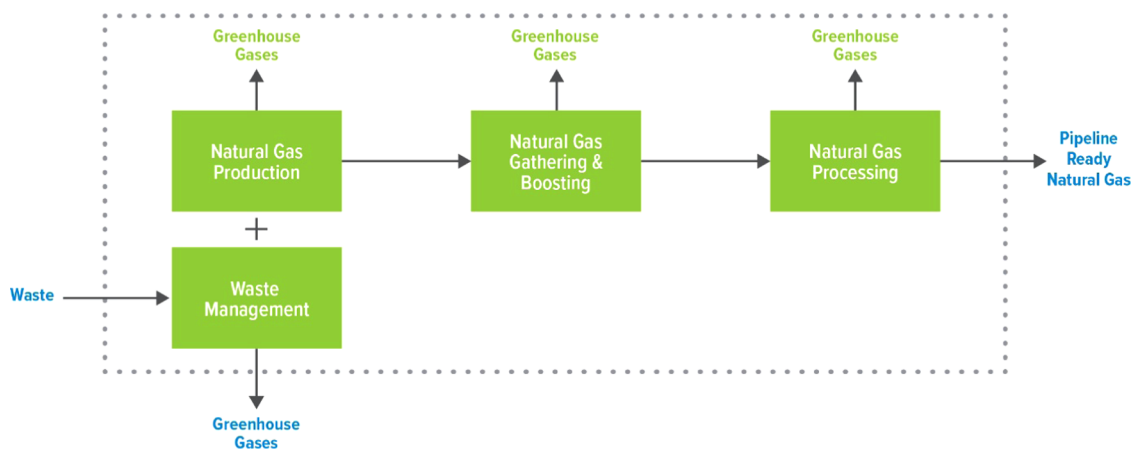 Greenhouse
Gases
Greenhouse
Gases
Greenhouse
Gases
Natural Gas
Production
Natural Gas
Gathering &
Boosting
Natural Gas
Processing
Pipeline
Ready
Natural Gas
Waste
Waste
Management
Greenhouse
Gases